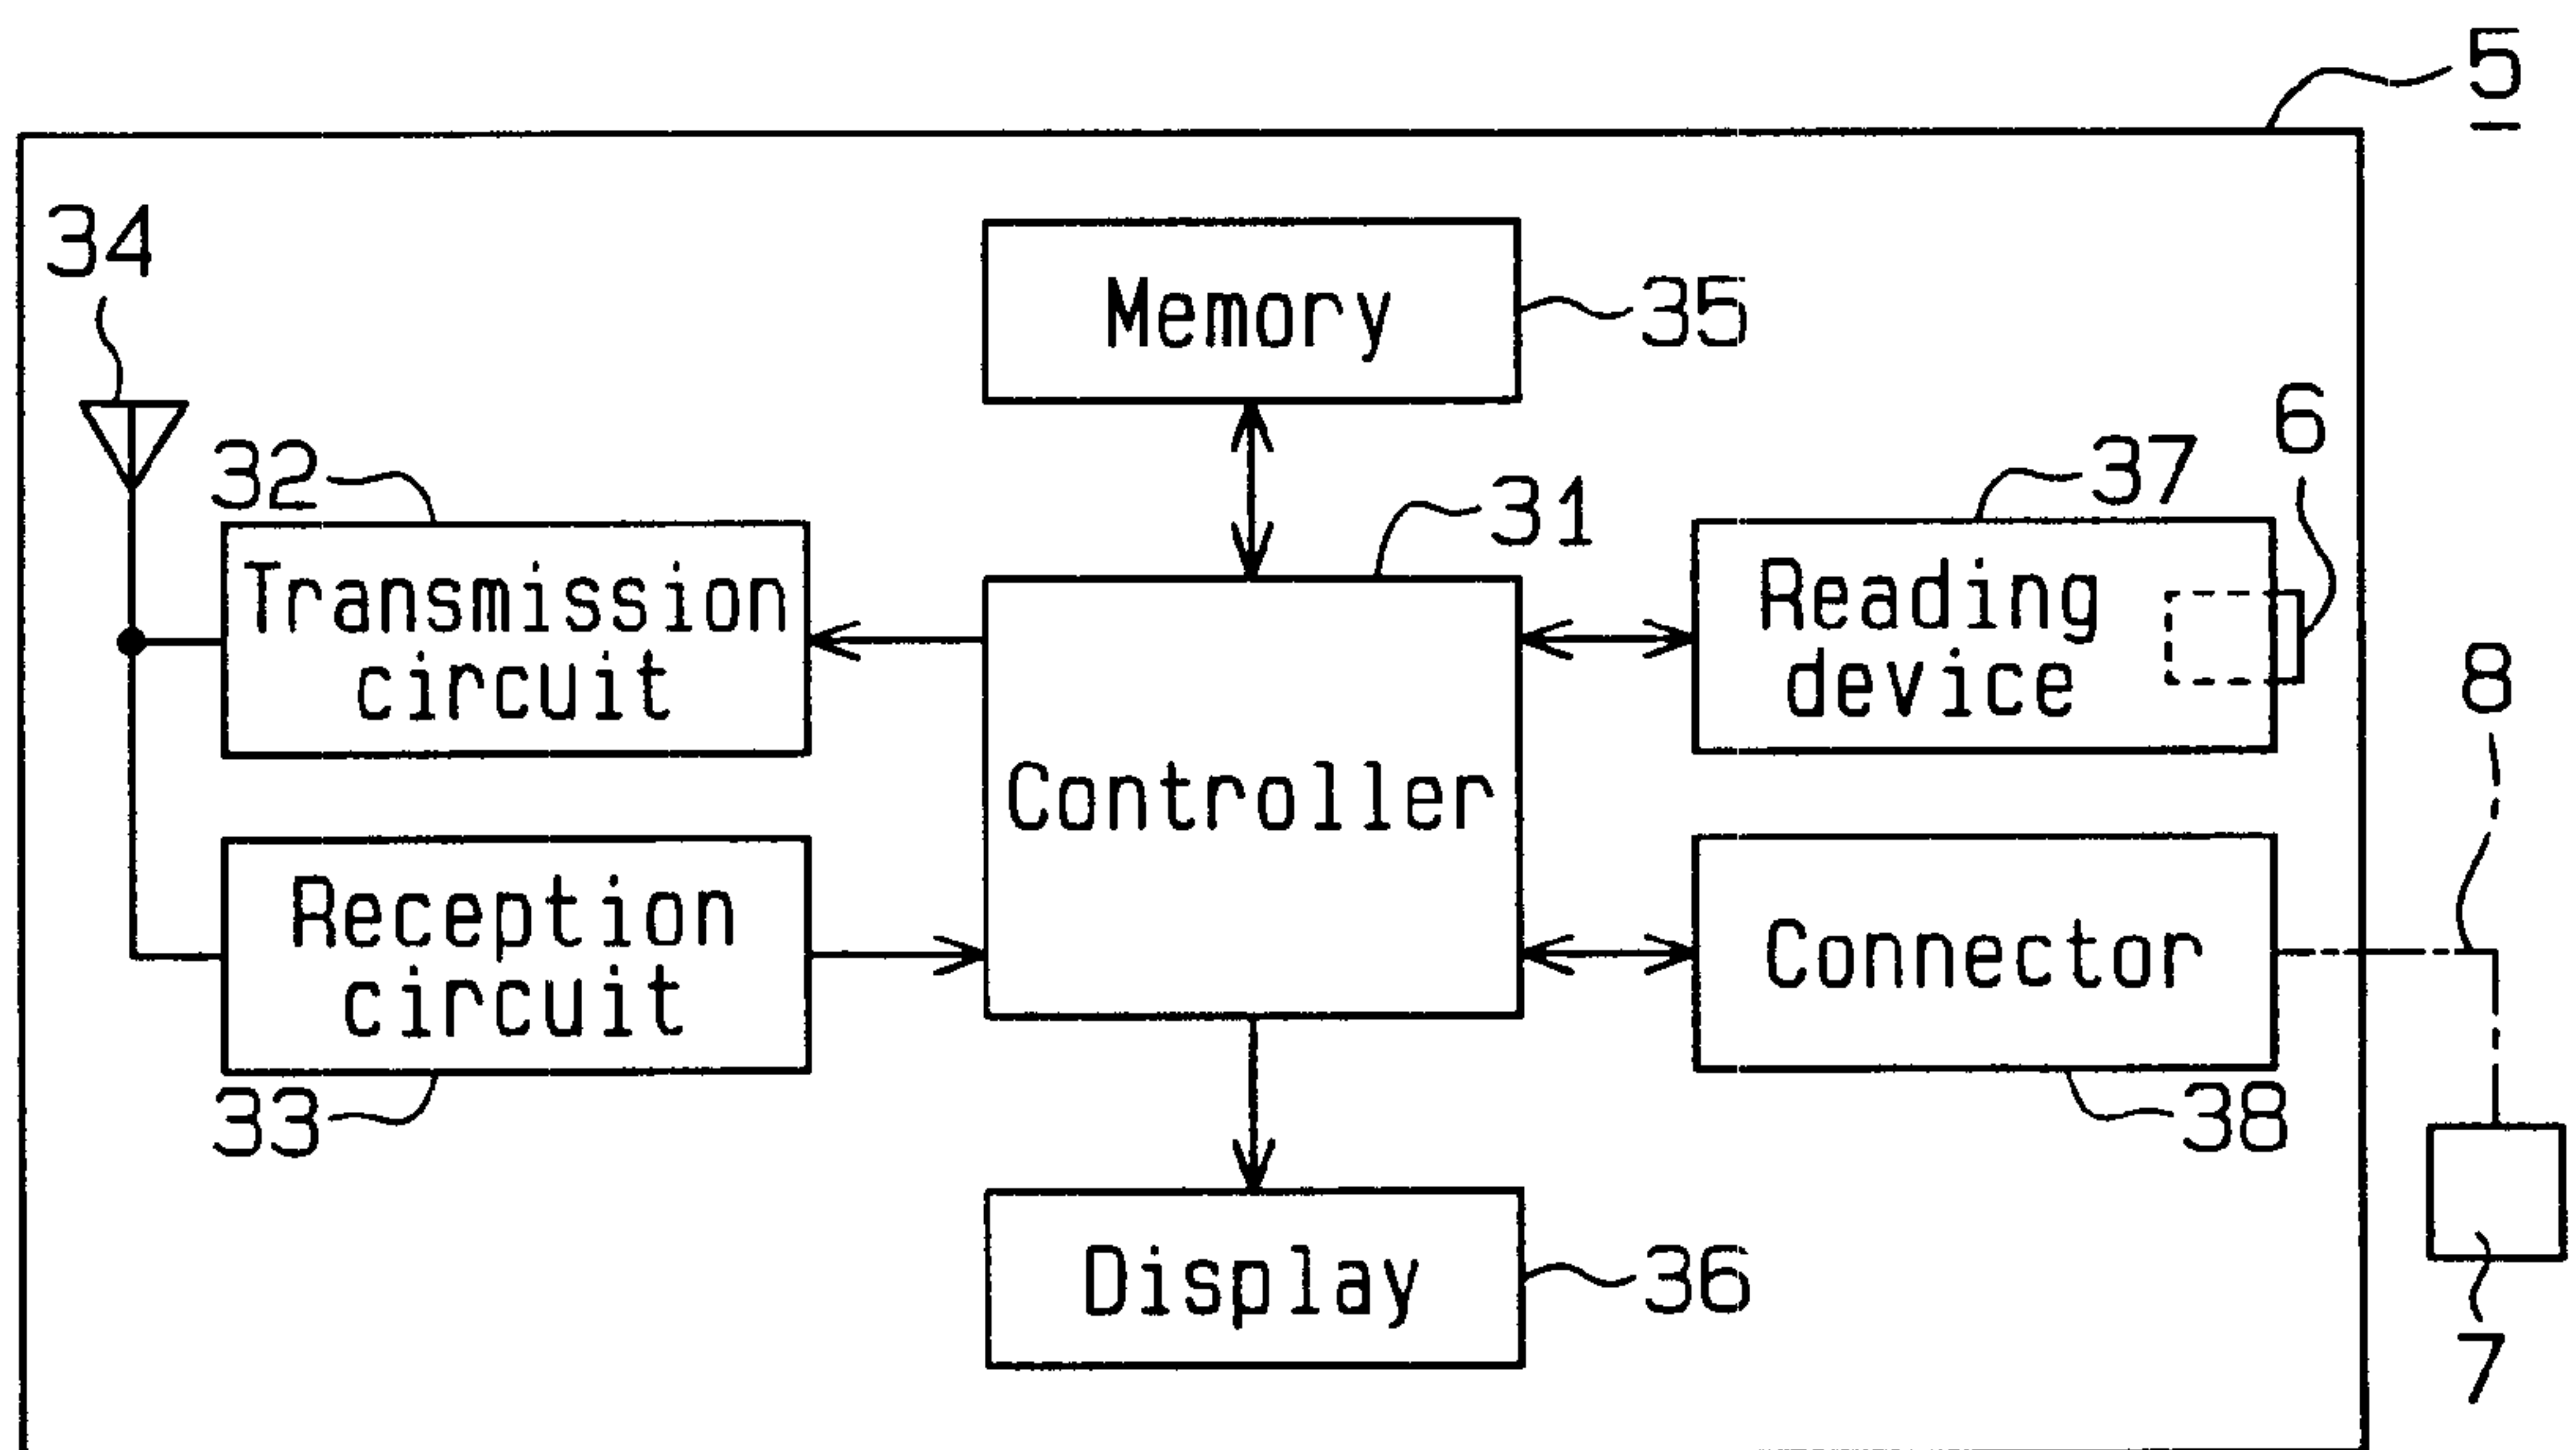 5
34
Memory
35
6
32
31
37
Transmission
circuit
Reading
device
8
Controller
Reception
circuit
Connector
33
38
Display
36
7